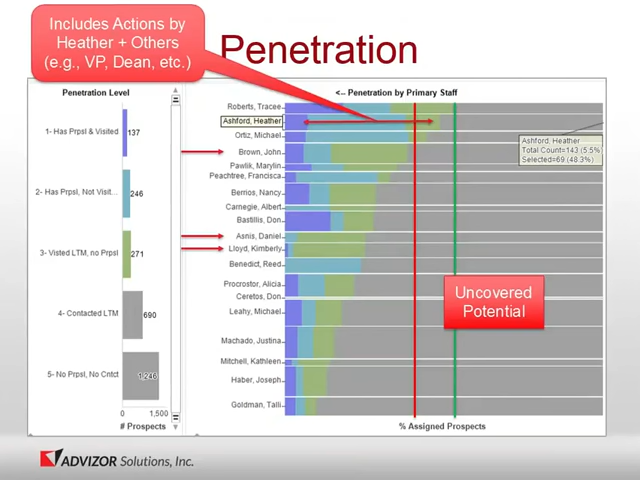 Includes Actions by
Heather + Others
(e.g., VP, Dean, etc.)
Penetration
Penetration Level
1- Has Prpsl & Visited
137
2- Has Prpsl, Not Visit...
246
3- Visted LTM, no Prpsl
271
4- Contacted LTM
690
5- No Prpsl, No Cntct
1,246
0
1,500
# Prospects
<-- Penetration by Primary Staff
Roberts, Tracee
Ashford, Heather
Ortiz, Michael
Brown, John
Pawlik, Marylin
Peachtree, Francisca
Berrios, Nancy
Carnegie, Albert
Bastillis, Don
Asnis, Daniel
Lloyd, Kimberly
Benedict, Reed
Procrostor, Alicia
Ceretos, Don
Leahy, Michael
Machado, Justina
Mitchell, Kathleen
Haber, Joseph
Goldman, Talli
Ashford, Heather
Total Count=143 (5.5%
Selected=69 (48.3%)
Uncovered
Potential
% Assigned Prospects
ADVIZOR Solutions, Inc.